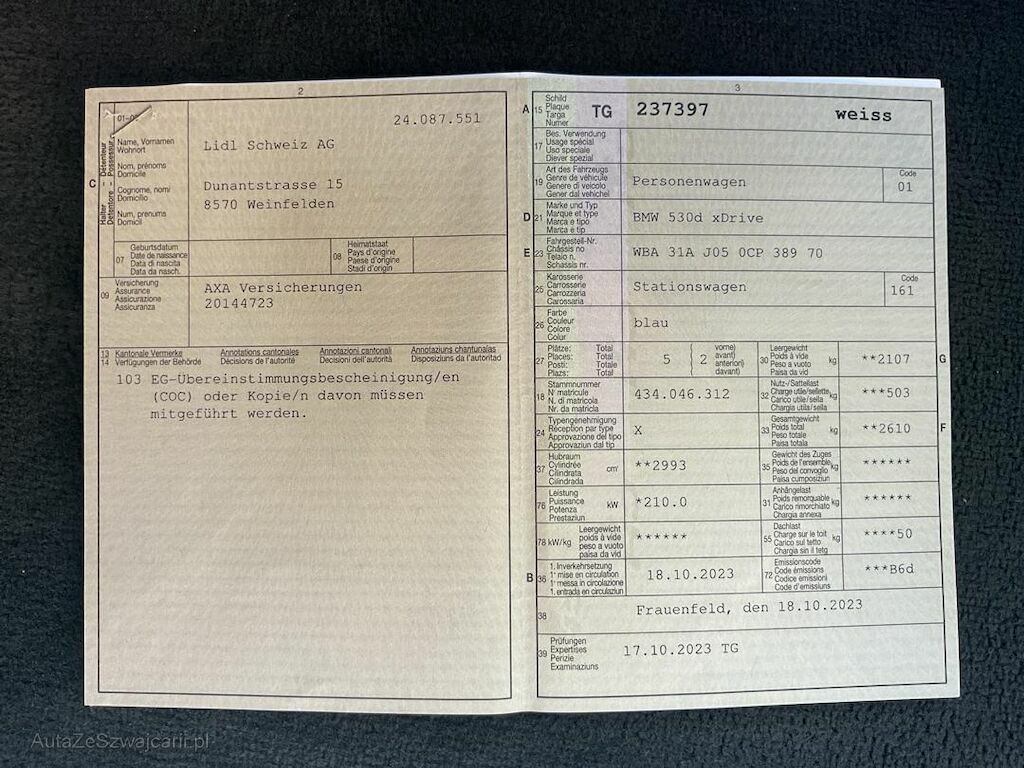 2
01-06
24.087.551
Name, Vornamen
Wohnort
Nom, prénoms
Domicile
Cognome, nomi
Domicilio
Num, prenums
Domicil
C
Halter - Détenteur
Detentore - Possessur
Lidl Schweiz AG
Dunantstrasse 15
8570 Weinfelden
07
Geburtsdatum
Date de naissance
Data di nascita
Data da nasch.
08
Heimatstaat
Pays d'origine
Paese d'origine
Stadi d'origin
09
Versicherung
Assurance
Assicurazione
Assicuranza
AXA Versicherungen
20144723
13 Kantonale Vermerke Annotations cantonales Annotazioni cantonali Annotaziuns chantunalas
14 Verfügungen der Behörde Décisions de l'autorité Decisioni dell'autorità Disposiziuns da l'autoritad
103 EG-Übereinstimmungsbescheinigung/en
(COC) oder Kopie/n davon müssen
mitgeführt werden.
3
A 15
Schild
Plaque
Targa
Numer
TG 237397 weiss
17
Bes. Verwendung
Usage spécial
Uso speciale
Diever spezial
19
Art des Fahrzeugs
Genre de véhicule
Genere di veicolo
Gener dal vehichel
Personenwagen
Code
01
D 21
Marke und Typ
Marque et type
Marca e tipo
Marca e tip
BMW 530d xDrive
E 23
Fahrgestell-Nr.
Châssis no
Telaio n.
Schassis nr.
WBA 31A J05 0CP 389 70
25
Karosserie
Carrosserie
Carrozzeria
Carossaria
Stationswagen
Code
161
26
Farbe
Couleur
Colore
Colur
blau
27
Plätze: Total
Places: Total
Posti: Totale
Plazs: Total
5 ( 2
vorne)
avant)
anteriori)
davant)
30
Leergewicht
Poids à vide
Peso a vuoto
Paisa da vid
kg
**2107
G
18
Stammnummer
N° matricule
N. di matricola
Nr. da matricla
434.046.312
32
Nutz-/Sattellast
Charge utile/sellette
Carico utile/sella
Chargia utila/sella
kg
***503
24
Typengenehmigung
Réception par type
Approvazione del tipo
Approvaziun dal tip
X
33
Gesamtgewicht
Poids total
Peso totale
Paisa totala
kg
**2610
F
37
Hubraum
Cylindrée
Cilindrata
Cilindrada
cm³
**2993
35
Gewicht des Zuges
Poids de l'ensemble
Peso del convoglio
Paisa cumposiziun
kg
******
76
Leistung
Puissance
Potenza
Prestaziun
kW
*210.0
31
Anhängelast
Poids remorquable
Carico rimorchiato
Chargia annexa
kg
******
78 kW/kg
Leergewicht
poids à vide
peso a vuoto
paisa da vid
******
55
Dachlast
Charge sur le toit
Carico sul tetto
Chargia sin il tetg
kg
****50
B 36
1. Inverkehrsetzung
1re mise en circulation
1a messa in circolazione
1. entrada en circulaziun
18.10.2023
72
Emissionscode
Code émissions
Codice emissioni
Code d'emissiuns
***B6d
38
Frauenfeld, den 18.10.2023
39
Prüfungen
Expertises
Perizie
Examinaziuns
17.10.2023 TG
AutaZeSzwajcarii.pl